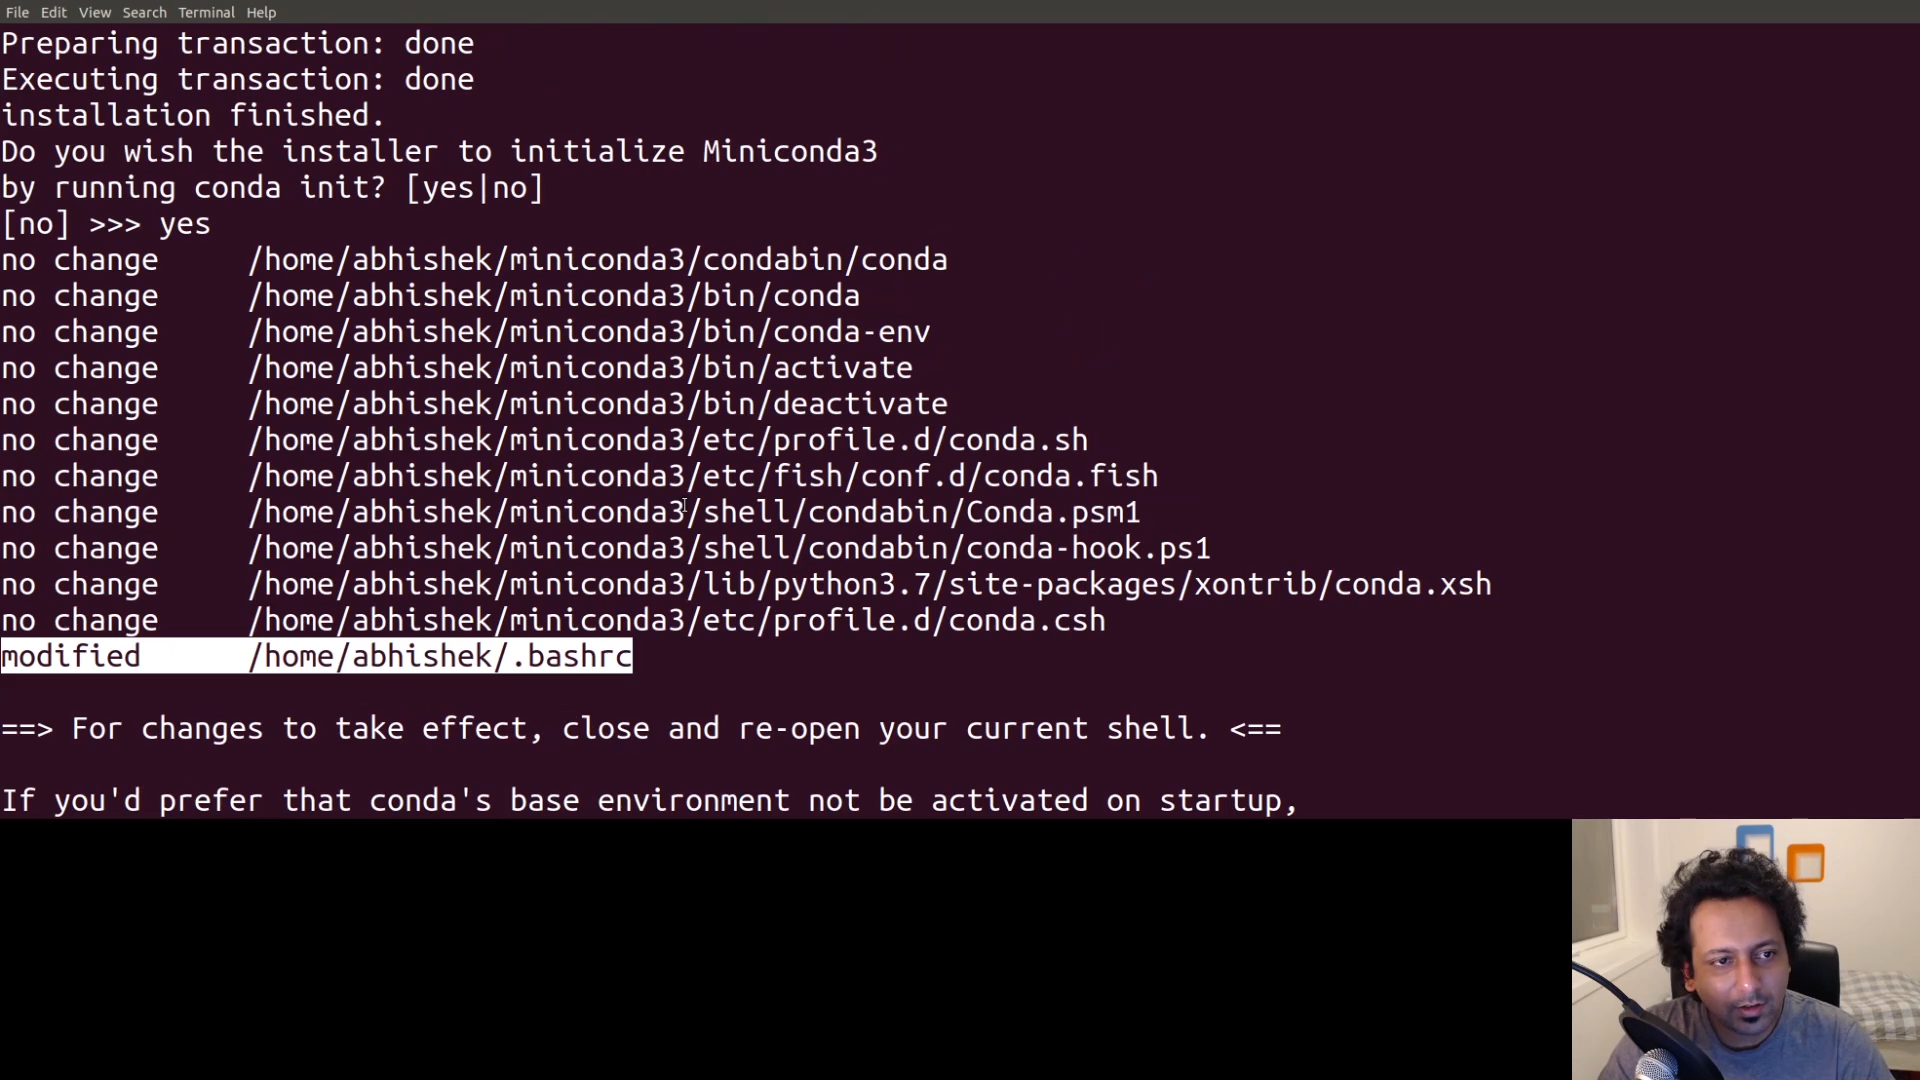 File Edit View Search Terminal Help
Preparing transaction: done
Executing transaction: done
installation finished.
Do you wish the installer to initialize Miniconda3
by running conda init? [yes|no]
[no] >>> yes
no change     /home/abhishek/miniconda3/condabin/conda
no change     /home/abhishek/miniconda3/bin/conda
no change     /home/abhishek/miniconda3/bin/conda-env
no change     /home/abhishek/miniconda3/bin/activate
no change     /home/abhishek/miniconda3/bin/deactivate
no change     /home/abhishek/miniconda3/etc/profile.d/conda.sh
no change     /home/abhishek/miniconda3/etc/fish/conf.d/conda.fish
no change     /home/abhishek/miniconda3/shell/condabin/Conda.psm1
no change     /home/abhishek/miniconda3/shell/condabin/conda-hook.ps1
no change     /home/abhishek/miniconda3/lib/python3.7/site-packages/xontrib/conda.xsh
no change     /home/abhishek/miniconda3/etc/profile.d/conda.csh
modified      /home/abhishek/.bashrc
==> For changes to take effect, close and re-open your current shell. <==
If you'd prefer that conda's base environment not be activated on startup,